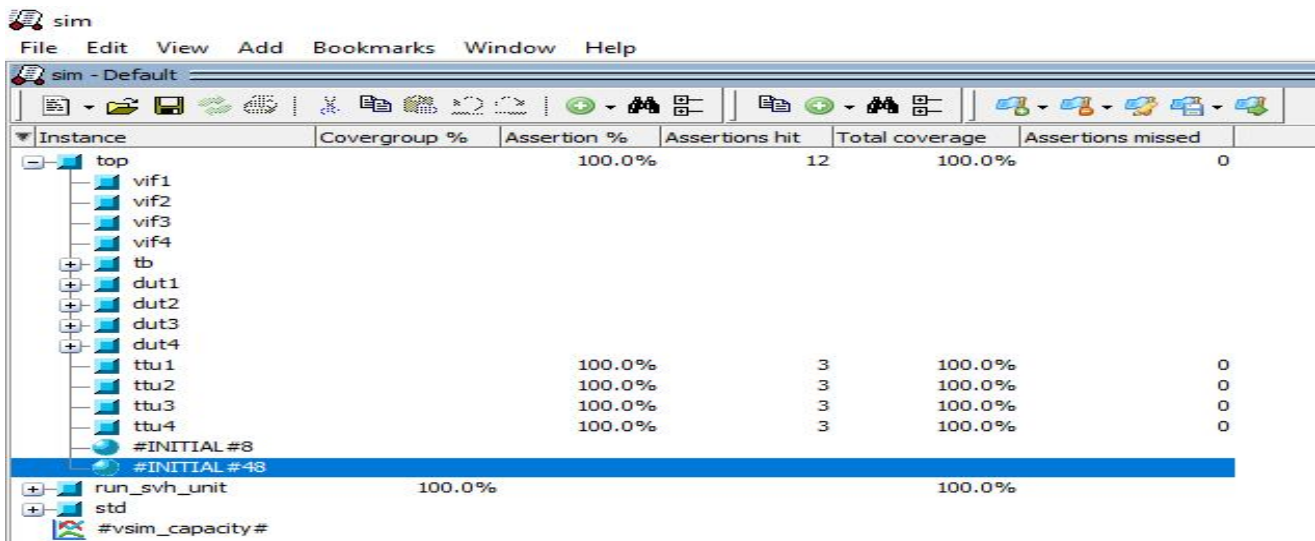 sim
File Edit View Add Bookmarks Window Help
sim - Default
Instance Covergroup % Assertion % Assertions hit Total coverage Assertions missed
top 100.0% 12 100.0% 0
vif1
vif2
vif3
vif4
tb
dut1
dut2
dut3
dut4
ttu1 100.0% 3 100.0% 0
ttu2 100.0% 3 100.0% 0
ttu3 100.0% 3 100.0% 0
ttu4 100.0% 3 100.0% 0
#INITIAL#8
#INITIAL#48
run_svh_unit 100.0% 100.0%
std
#vsim_capacity#